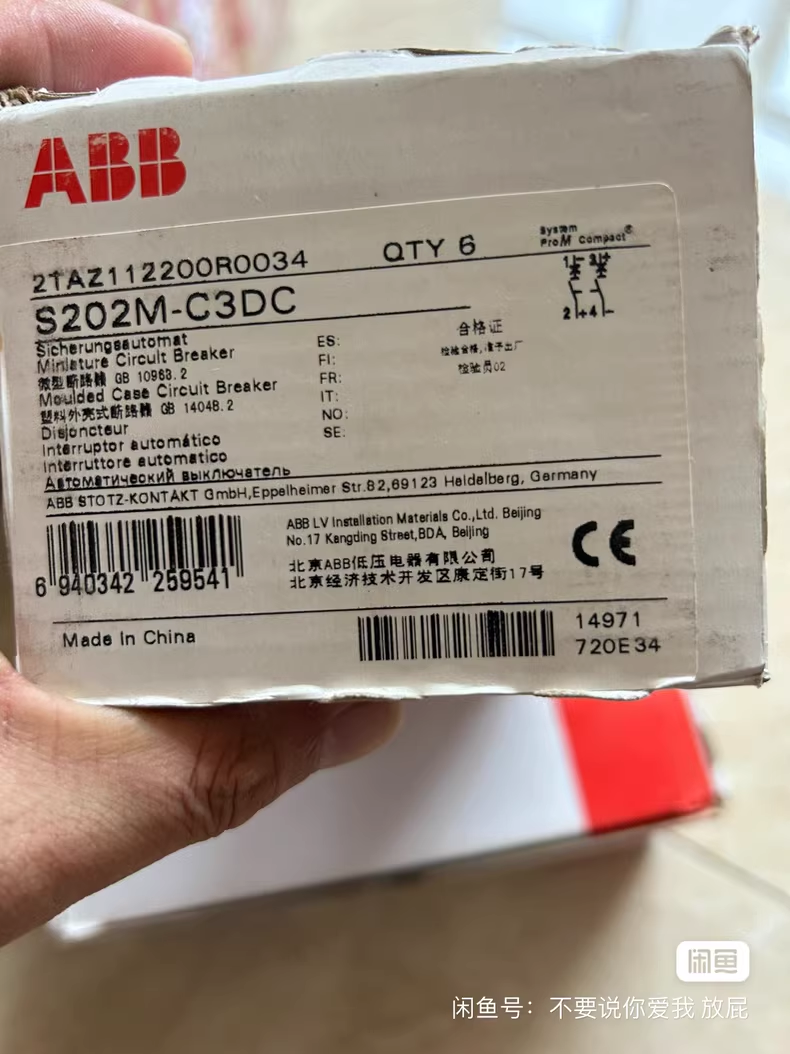 ABB
2TAZ112200R0034
QTY 6
System
ProM Compact®
S202M-C3DC
1 3
2 4
Sicherungsautomat
Miniature Circuit Breaker
微型断路器 GB 10963.2
Moulded Case Circuit Breaker
塑料外壳式断路器 GB 14048.2
Disjoncteur
Interruptor automático
Interruttore automatico
Автоматический выключатель
ES:
FI:
FR:
IT:
NO:
SE:
合格证
检验合格,准予出厂
检验员02
ABB STOTZ-KONTAKT GmbH,Eppelheimer Str.82,69123 Heidelberg, Germany
6 940342 259541
ABB LV Installation Materials Co.,Ltd. Beijing
No.17 Kangding Street,BDA, Beijing
北京ABB低压电器有限公司
北京经济技术开发区康定街17号
CE
Made in China
14971
720E34
闲鱼
闲鱼号：不要说你爱我 放屁